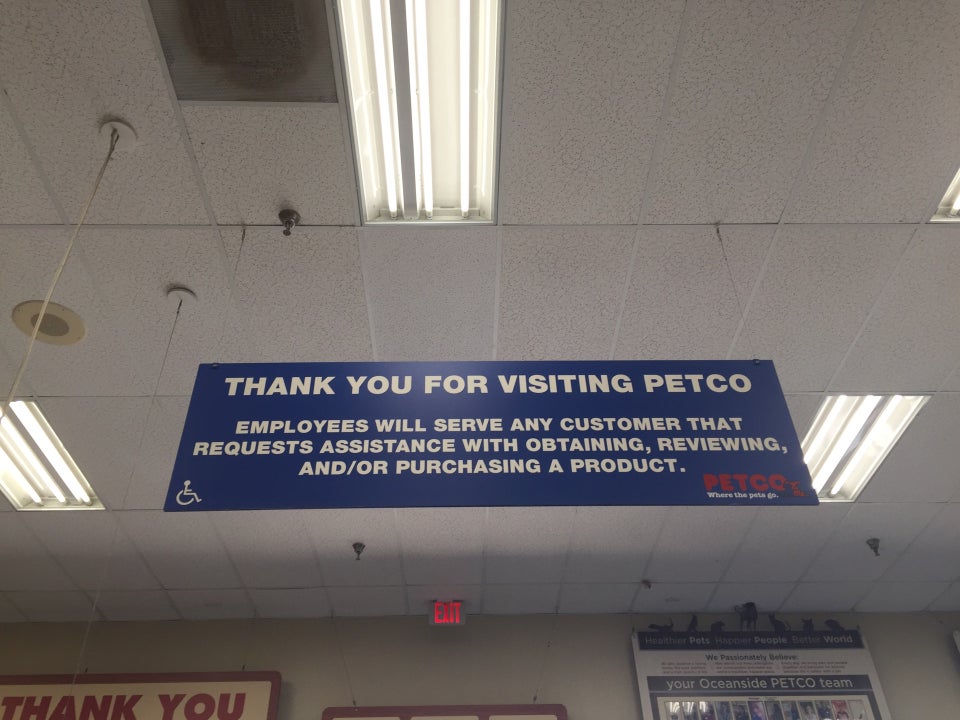 THANK YOU FOR VISITING PETCO
EMPLOYEES WILL SERVE ANY CUSTOMER THAT
REQUESTS ASSISTANCE WITH OBTAINING, REVIEWING,
AND/OR PURCHASING A PRODUCT.
PETCO
Where the pets go.
EXIT
Healthier Pets. Happier People. Better World
We Passionately Believe:
your Oceanside PETCO team
THANK YOU